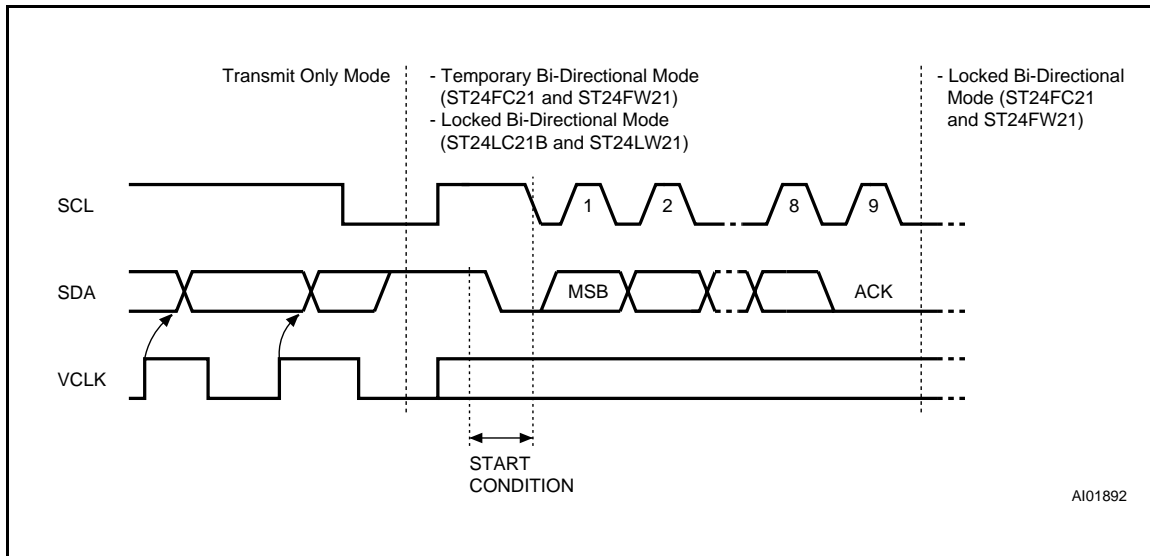 Transmit Only Mode
- Temporary Bi-Directional Mode
(ST24FC21 and ST24FW21)
- Locked Bi-Directional Mode
(ST24LC21B and ST24LW21)
- Locked Bi-Directional
Mode (ST24FC21
and ST24FW21)
SCL
1
2
8
9
SDA
MSB
ACK
VCLK
START
CONDITION
AI01892